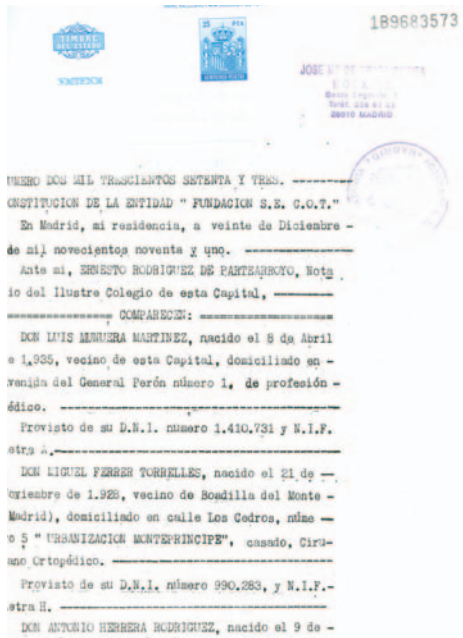 TIMBRE
DEL ESTADO
25 PTA
1B9683573
28010 MADRID
UMERO DOS MIL TRESCIENTOS SETENTA Y TRES. --------
ONSTITUCION DE LA ENTIDAD " FUNDACION S.E. C.O.T."
En Madrid, mi residencia, a veinte de Diciembre -
de mil novecientos noventa y uno. --------
Ante mi, ERNESTO RODRIGUEZ DE PARTEARROYO, Nota
io del Ilustre Colegio de esta Capital, --------
======== COMPARECEN: ========
DON LUIS MUNUERA MARTINEZ, nacido el 8 de Abril
e 1.935, vecino de esta Capital, domiciliado en -
venida del General Perón número 1, de profesión -
édico. --------
Provisto de su D.N.I. numero 1.410.731 y N.I.F.
etra A.--------
DON MIGUEL FERRER TORRELLES, nacido el 21 de --
oviembre de 1.928, vecino de Boadilla del Monte -
Madrid), domiciliado en calle Los Cedros, núme --
o 5 " URBANIZACION MONTEPRINCIPE", casado, Ciru-
ano Ortopédico. --------
Provisto de su D.N.I. número 990.283, y N.I.F.-
etra H. --------
DON ANTONIO HERRERA RODRIGUEZ, nacido el 9 de -